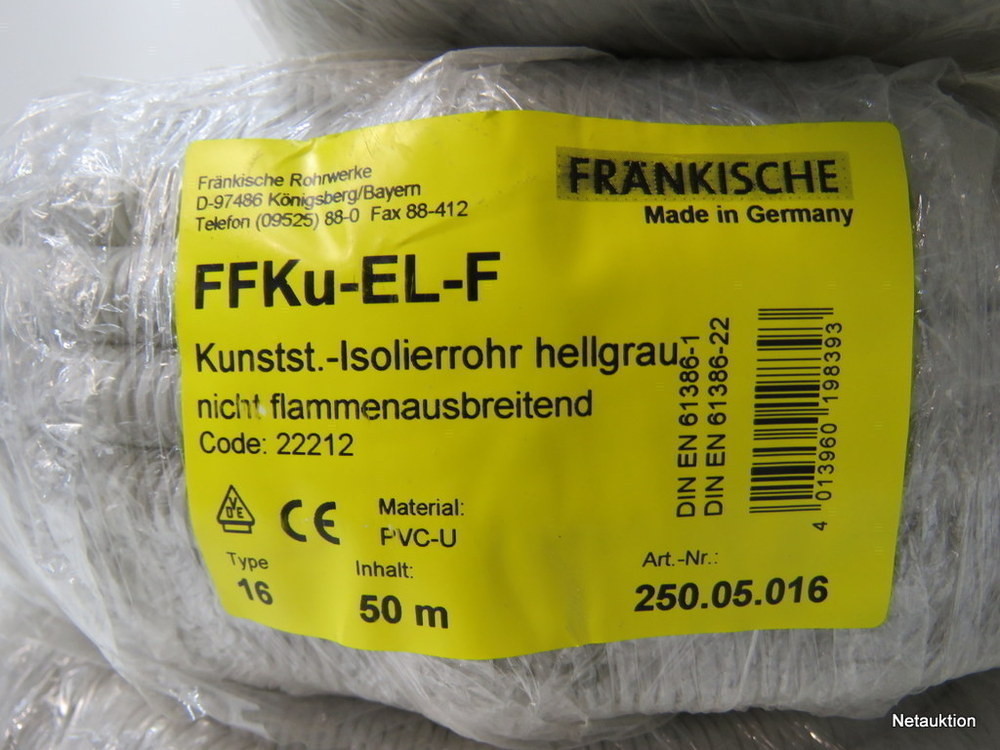 Fränkische Rohrwerke
D-97486 Königsberg/Bayern
Telefon (09525) 88-0 Fax 88-412
FRÄNKISCHE
Made in Germany
FFKu-EL-F
Kunstst.-Isolierrohr hellgrau
nicht flammenausbreitend
Code: 22212
DIN EN 61386-1
DIN EN 61386-22
4 013960 198393
VDE
CE
Material:
PVC-U
Type
16
Inhalt:
50 m
Art.-Nr.:
250.05.016
Netauktion